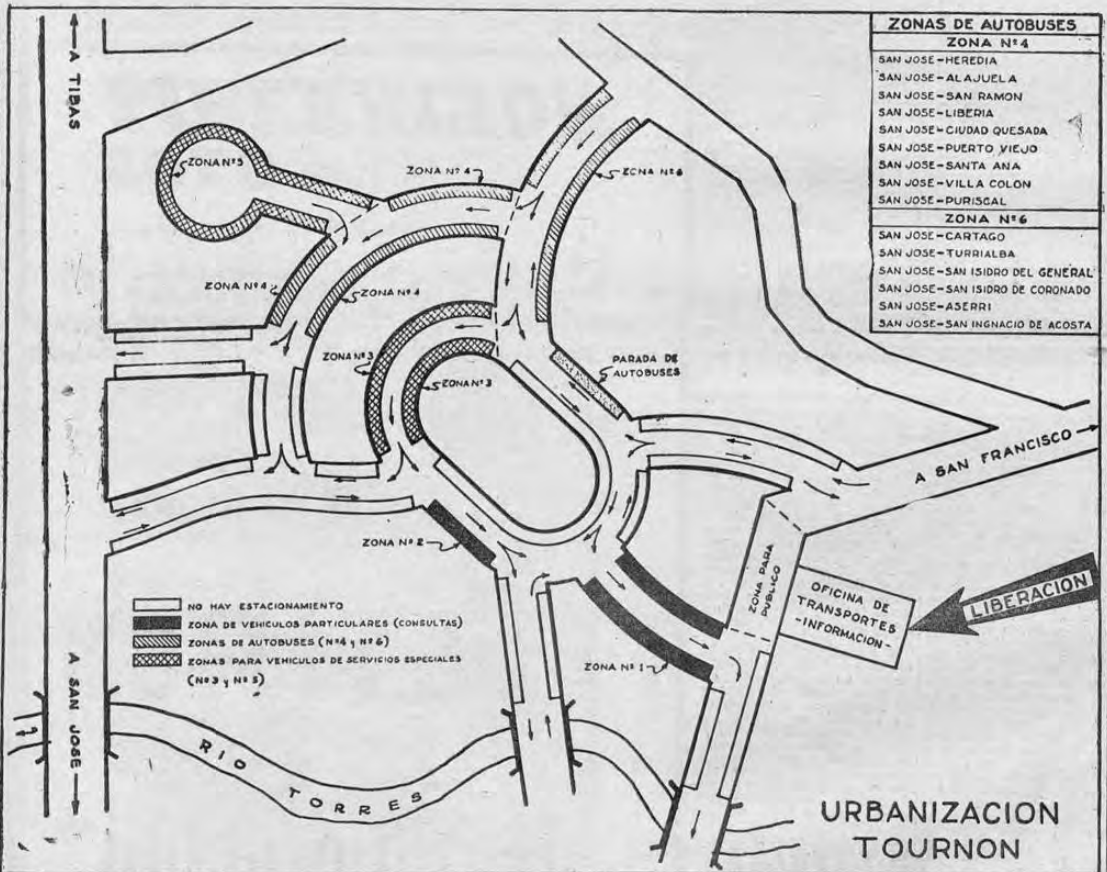 ZONAS DE AUTOBUSES
ZONA Nº4
SAN JOSE-HEREDIA
SAN JOSE-ALAJUELA
SAN JOSE-SAN RAMON
SAN JOSE-LIBERIA
SAN JOSE-CIUDAD QUESADA
SAN JOSE-PUERTO VIEJO
SAN JOSE-SANTA ANA
SAN JOSE-VILLA COLON
SAN JOSE-PURISCAL
ZONA Nº6
SAN JOSE-CARTAGO
SAN JOSE-TURRIALBA
SAN JOSE-SAN ISIDRO DEL GENERAL
SAN JOSE-SAN ISIDRO DE CORONADO
SAN JOSE-ASERRI
SAN JOSE-SAN INGNACIO DE ACOSTA
A TIBAS
ZONA Nº5
ZONA Nº4
ZONA Nº6
ZONA Nº4
ZONA Nº4
ZONA Nº3
ZONA Nº3
PARADA DE
AUTOBUSES
A SAN FRANCISCO
ZONA Nº2
ZONA PARA
PUBLICO
OFICINA DE
TRANSPORTES
-INFORMACION-
LIBERACION
NO HAY ESTACIONAMIENTO
ZONA DE VEHICULOS PARTICULARES (CONSULTAS)
ZONAS DE AUTOBUSES (Nº4 y Nº6)
ZONAS PARA VEHICULOS DE SERVICIOS ESPECIALES
(Nº3 y Nº5)
ZONA Nº1
A SAN JOSE
RIO
TORRES
URBANIZACION
TOURNON